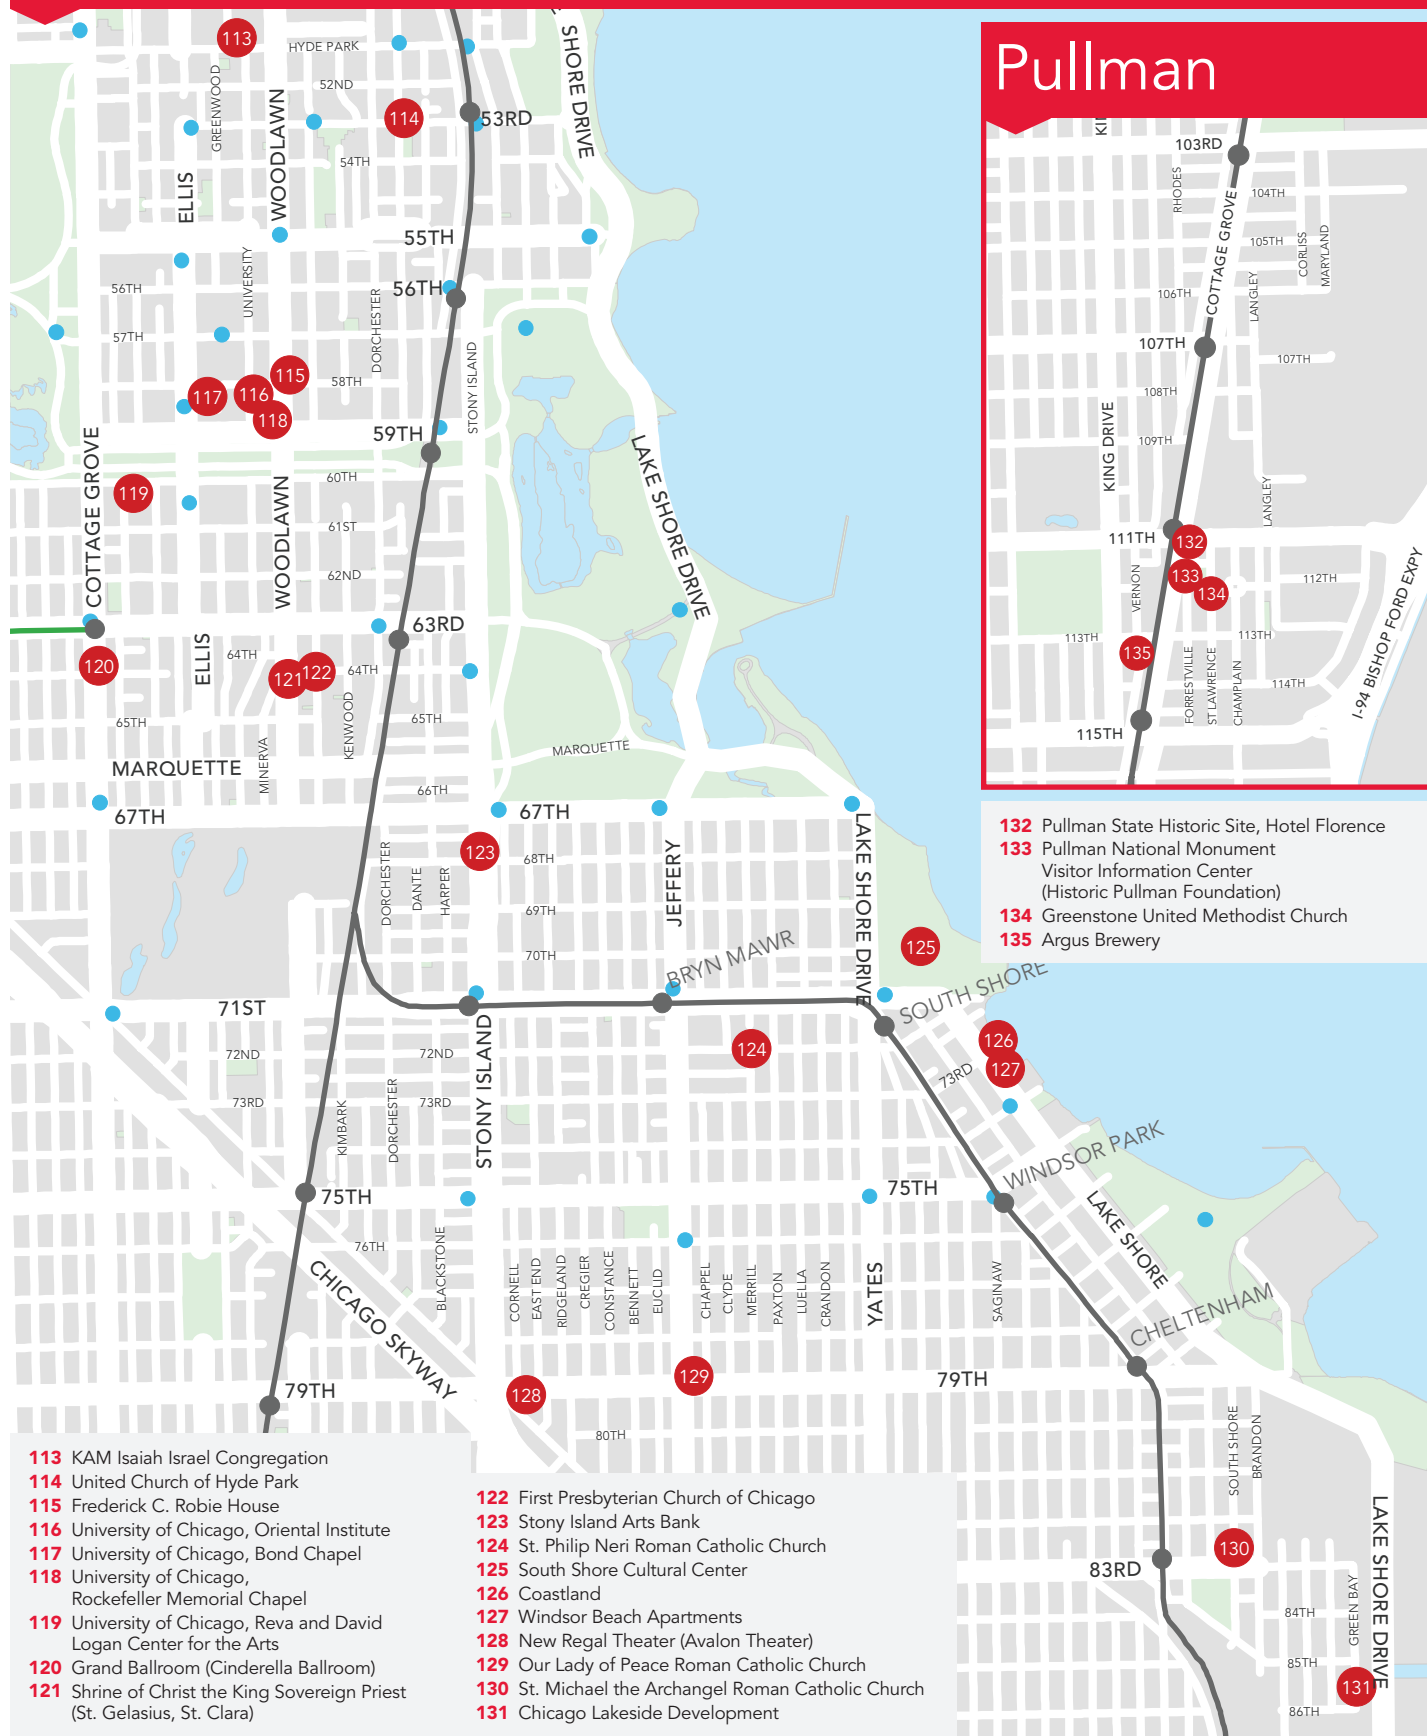 113
HYDE PARK
52ND
GREENWOOD
WOODLAWN
114
53RD
SHORE DRIVE
54TH
ELLIS
55TH
UNIVERSITY
56TH
56TH
DORCHESTER
57TH
STONY ISLAND
115
58TH
116
117
118
59TH
COTTAGE GROVE
LAKE SHORE DRIVE
60TH
119
WOODLAWN
61ST
62ND
63RD
ELLIS
64TH
64TH
120
121
122
KENWOOD
65TH
65TH
MINERVA
MARQUETTE
MARQUETTE
66TH
67TH
67TH
123
68TH
JEFFERY
LAKE SHORE DRIVE
DORCHESTER
DANTE
HARPER
69TH
70TH
BRYN MAWR
125
SOUTH SHORE
71ST
STONY ISLAND
124
126
127
72ND
72ND
73RD
73RD
73RD
KIMBARK
DORCHESTER
WINDSOR PARK
75TH
75TH
LAKE SHORE
76TH
BLACKSTONE
CHICAGO SKYWAY
CORNELL
EAST END
RIDGELAND
CREGIER
CONSTANCE
BENNETT
EUCLID
CHAPPEL
CLYDE
MERRILL
PAXTON
LUELLA
CRANDON
YATES
SAGINAW
CHELTENHAM
79TH
128
129
79TH
80TH
SOUTH SHORE
BRANDON
LAKE SHORE DRIVE
130
83RD
GREEN BAY
84TH
85TH
131
86TH
Pullman
KIN
103RD
RHODES
104TH
COTTAGE GROVE
105TH
CORLISS
MARYLAND
106TH
LANGLEY
107TH
107TH
108TH
KING DRIVE
109TH
LANGLEY
111TH
132
133
134
112TH
VERNON
I-94 BISHOP FORD EXPY
113TH
113TH
135
FORRESTVILLE
ST LAWRENCE
CHAMPLAIN
114TH
115TH
132 Pullman State Historic Site, Hotel Florence
133 Pullman National Monument
Visitor Information Center
(Historic Pullman Foundation)
134 Greenstone United Methodist Church
135 Argus Brewery
113 KAM Isaiah Israel Congregation
114 United Church of Hyde Park
115 Frederick C. Robie House
116 University of Chicago, Oriental Institute
117 University of Chicago, Bond Chapel
118 University of Chicago,
Rockefeller Memorial Chapel
119 University of Chicago, Reva and David
Logan Center for the Arts
120 Grand Ballroom (Cinderella Ballroom)
121 Shrine of Christ the King Sovereign Priest
(St. Gelasius, St. Clara)
122 First Presbyterian Church of Chicago
123 Stony Island Arts Bank
124 St. Philip Neri Roman Catholic Church
125 South Shore Cultural Center
126 Coastland
127 Windsor Beach Apartments
128 New Regal Theater (Avalon Theater)
129 Our Lady of Peace Roman Catholic Church
130 St. Michael the Archangel Roman Catholic Church
131 Chicago Lakeside Development